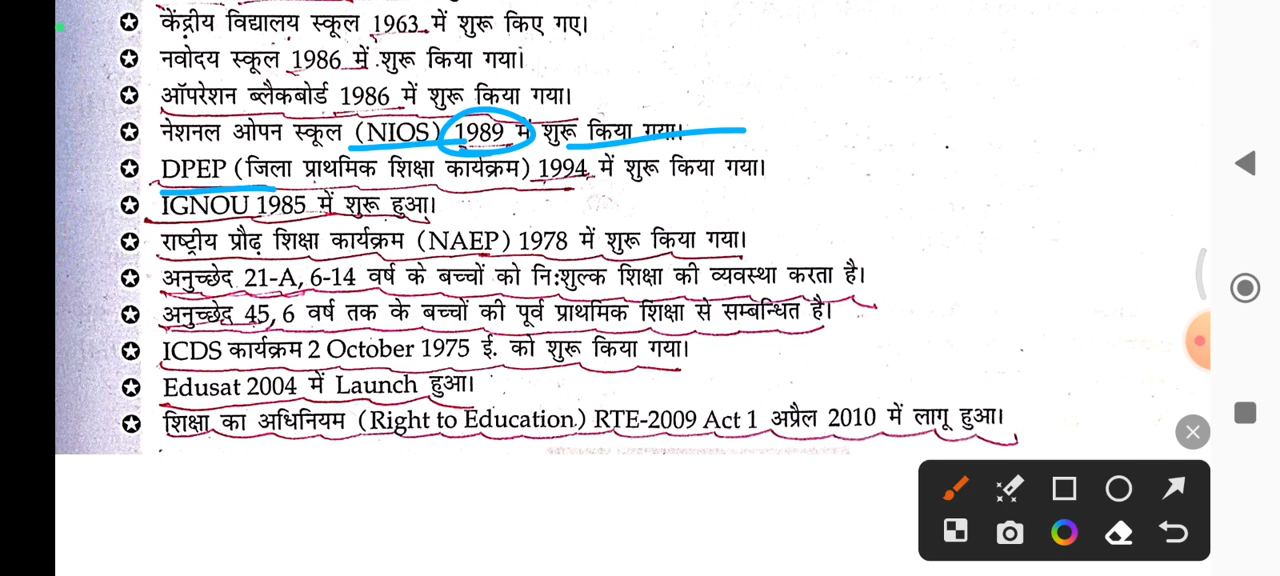 केंद्रीय विद्यालय स्कूल 1963 में शुरू किए गए।
नवोदय स्कूल 1986 में शुरू किया गया।
ऑपरेशन ब्लैकबोर्ड 1986 में शुरू किया गया।
नेशनल ओपन स्कूल (NIOS) 1989 में शुरू किया गया।
DPEP (जिला प्राथमिक शिक्षा कार्यक्रम) 1994 में शुरू किया गया।
IGNOU 1985 में शुरू हुआ।
राष्ट्रीय प्रौढ़ शिक्षा कार्यक्रम (NAEP) 1978 में शुरू किया गया।
अनुच्छेद 21-A, 6-14 वर्ष के बच्चों को नि:शुल्क शिक्षा की व्यवस्था करता है।
अनुच्छेद 45, 6 वर्ष तक के बच्चों की पूर्व प्राथमिक शिक्षा से सम्बन्धित है।
ICDS कार्यक्रम 2 October 1975 ई. को शुरू किया गया।
Edusat 2004 में Launch हुआ।
शिक्षा का अधिनियम (Right to Education) RTE-2009 Act 1 अप्रैल 2010 में लागू हुआ।